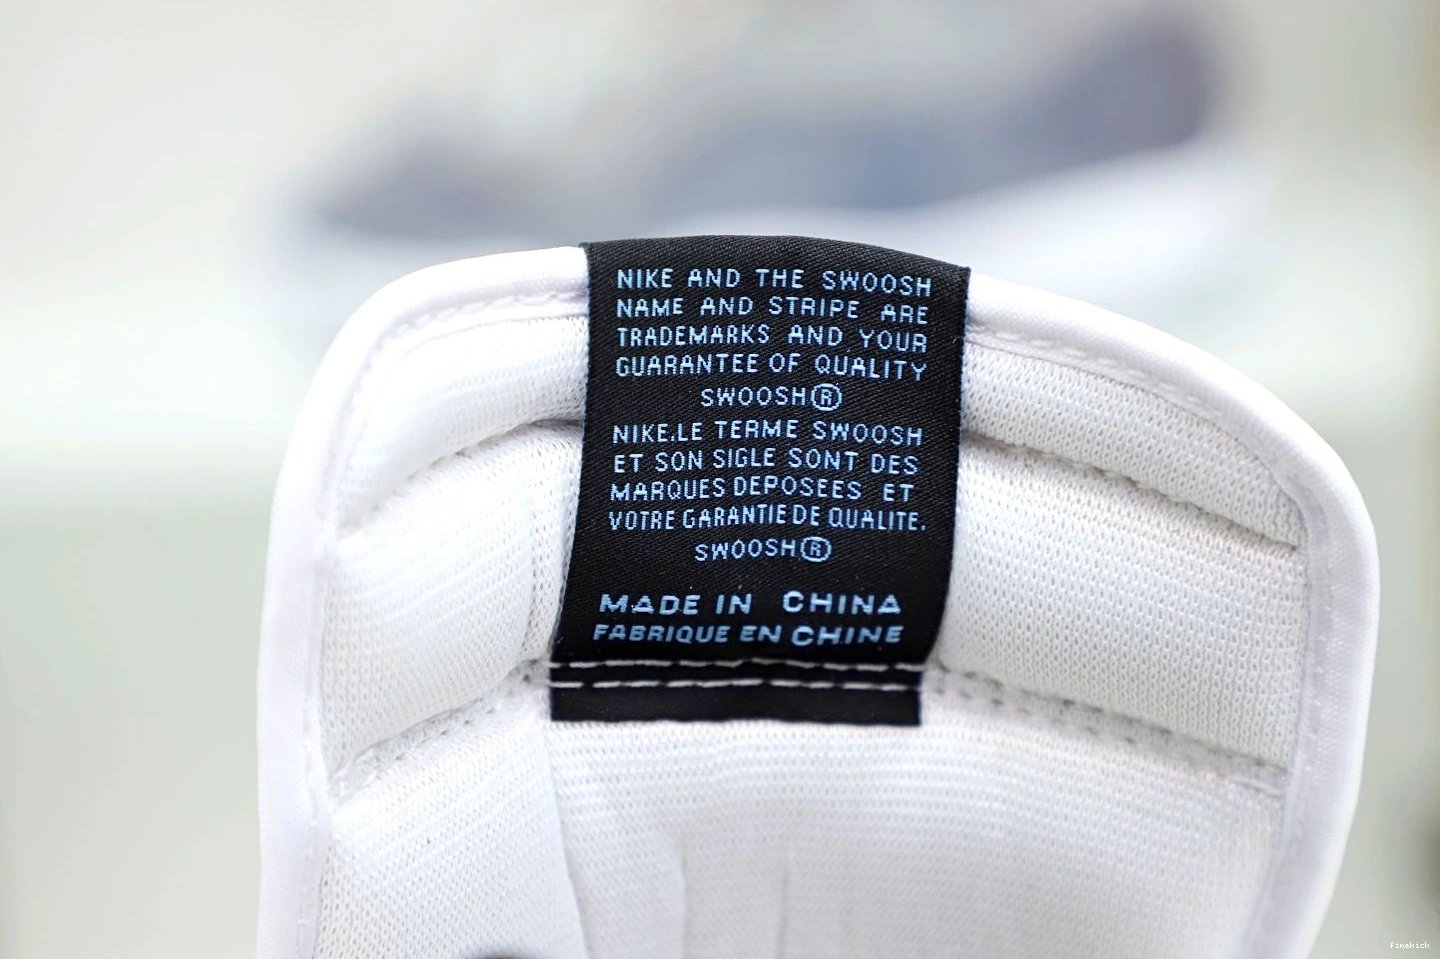 NIKE AND THE SWOOSH
NAME AND STRIPE ARE
TRADEMARKS AND YOUR
GUARANTEE OF QUALITY
SWOOSH®
NIKE.LE TERME SWOOSH
ET SON SIGLE SONT DES
MARQUES DEPOSEES ET
VOTRE GARANTIE DE QUALITE.
SWOOSH®
MADE IN CHINA
FABRIQUE EN CHINE
finekick